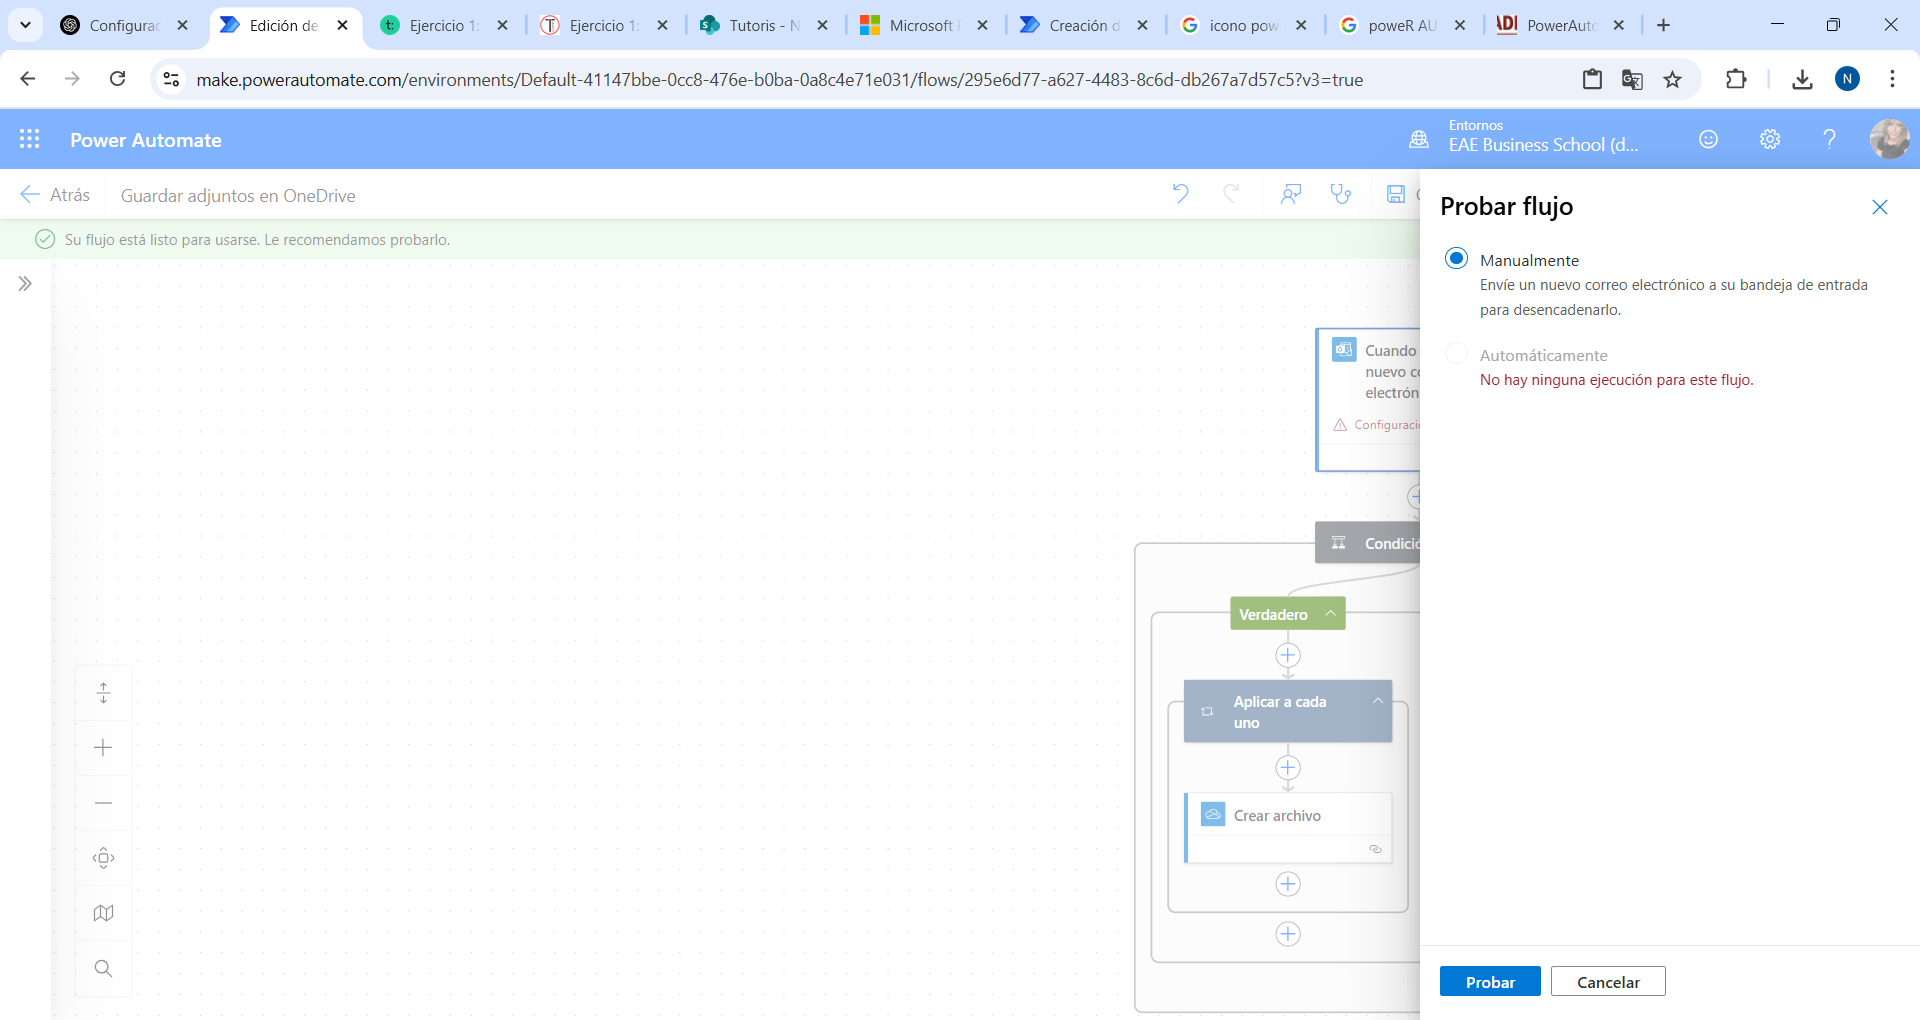 Configurac
Edición de
Ejercicio 1:
Ejercicio 1:
Tutoris - N
Microsoft
Creación d
icono pow
poweR AU
PowerAuto
make.powerautomate.com/environments/Default-41147bbe-0cc8-476e-b0ba-0a8c4e71e031/flows/295e6d77-a627-4483-8c6d-db267a7d57c5?v3=true
N
Power Automate
Entornos
EAE Business School (d...
Atrás
Guardar adjuntos en OneDrive
Su flujo está listo para usarse. Le recomendamos probarlo.
Cuando
nuevo co
electrón
Configuració
Condició
Verdadero
Aplicar a cada
uno
Crear archivo
Probar flujo
Manualmente
Envíe un nuevo correo electrónico a su bandeja de entrada
para desencadenarlo.
Automáticamente
No hay ninguna ejecución para este flujo.
Probar
Cancelar